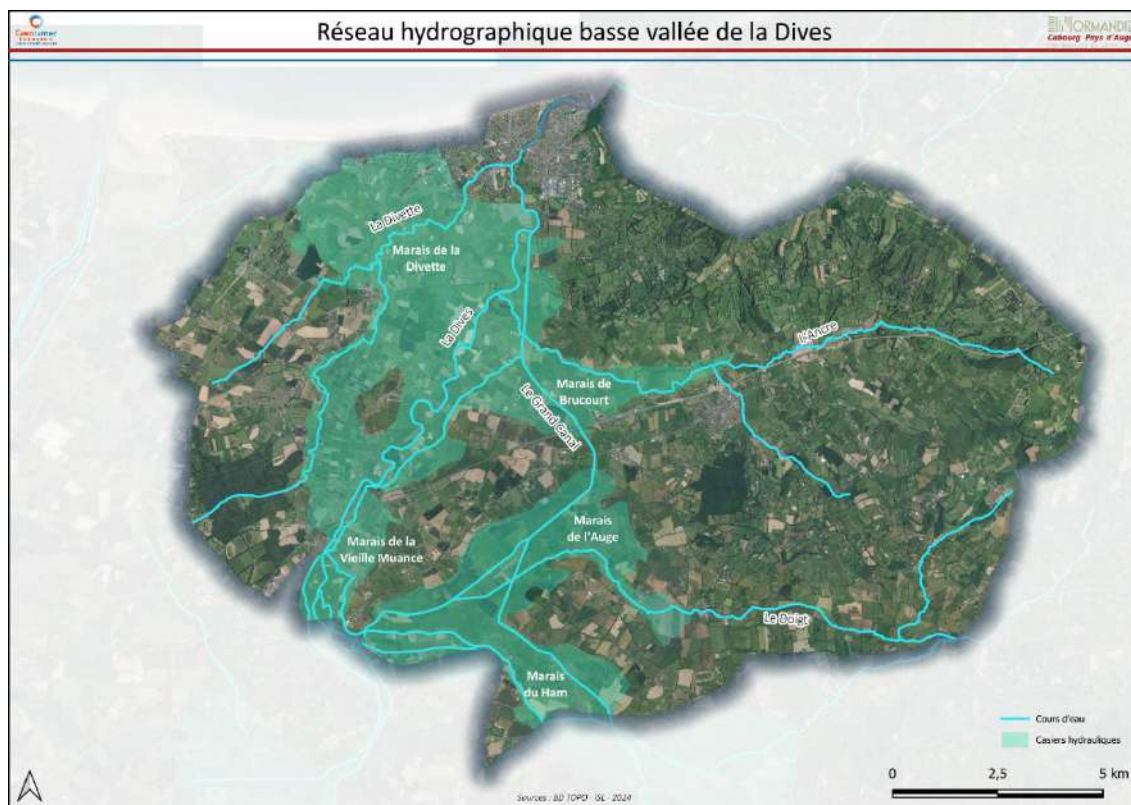 Réseau hydrographique basse vallée de la Dives
NORMANDIE
Cabourg Pays d'Auge
La Divette
Marais de la
Divette
La Dives
L'Ancre
Marais de
Brucourt
Le Grand Canal
Marais
de l'Auge
Marais de la
Vieille Muance
Le Doigt
Marais
du Ham
Cours d'eau
Casiers hydrauliques
0 2,5 5 km
Sources : BD TOPO - ISL - 2024